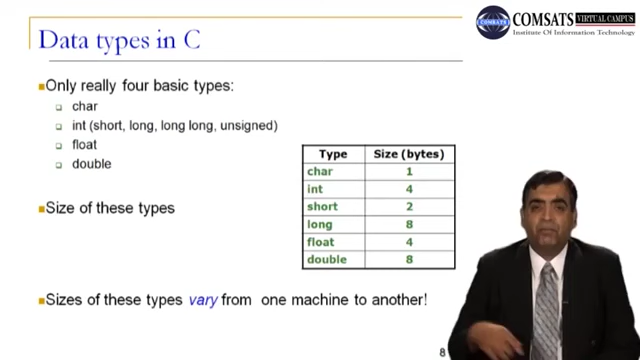 Data types in C
COMSATS
COMSATS VIRTUAL CAMPUS
Institute Of Information Technology
Only really four basic types:
char
int (short, long, long long, unsigned)
float
double
Type Size (bytes)
char 1
int 4
short 2
long 8
float 4
double 8
Size of these types
Sizes of these types vary from one machine to another!
8